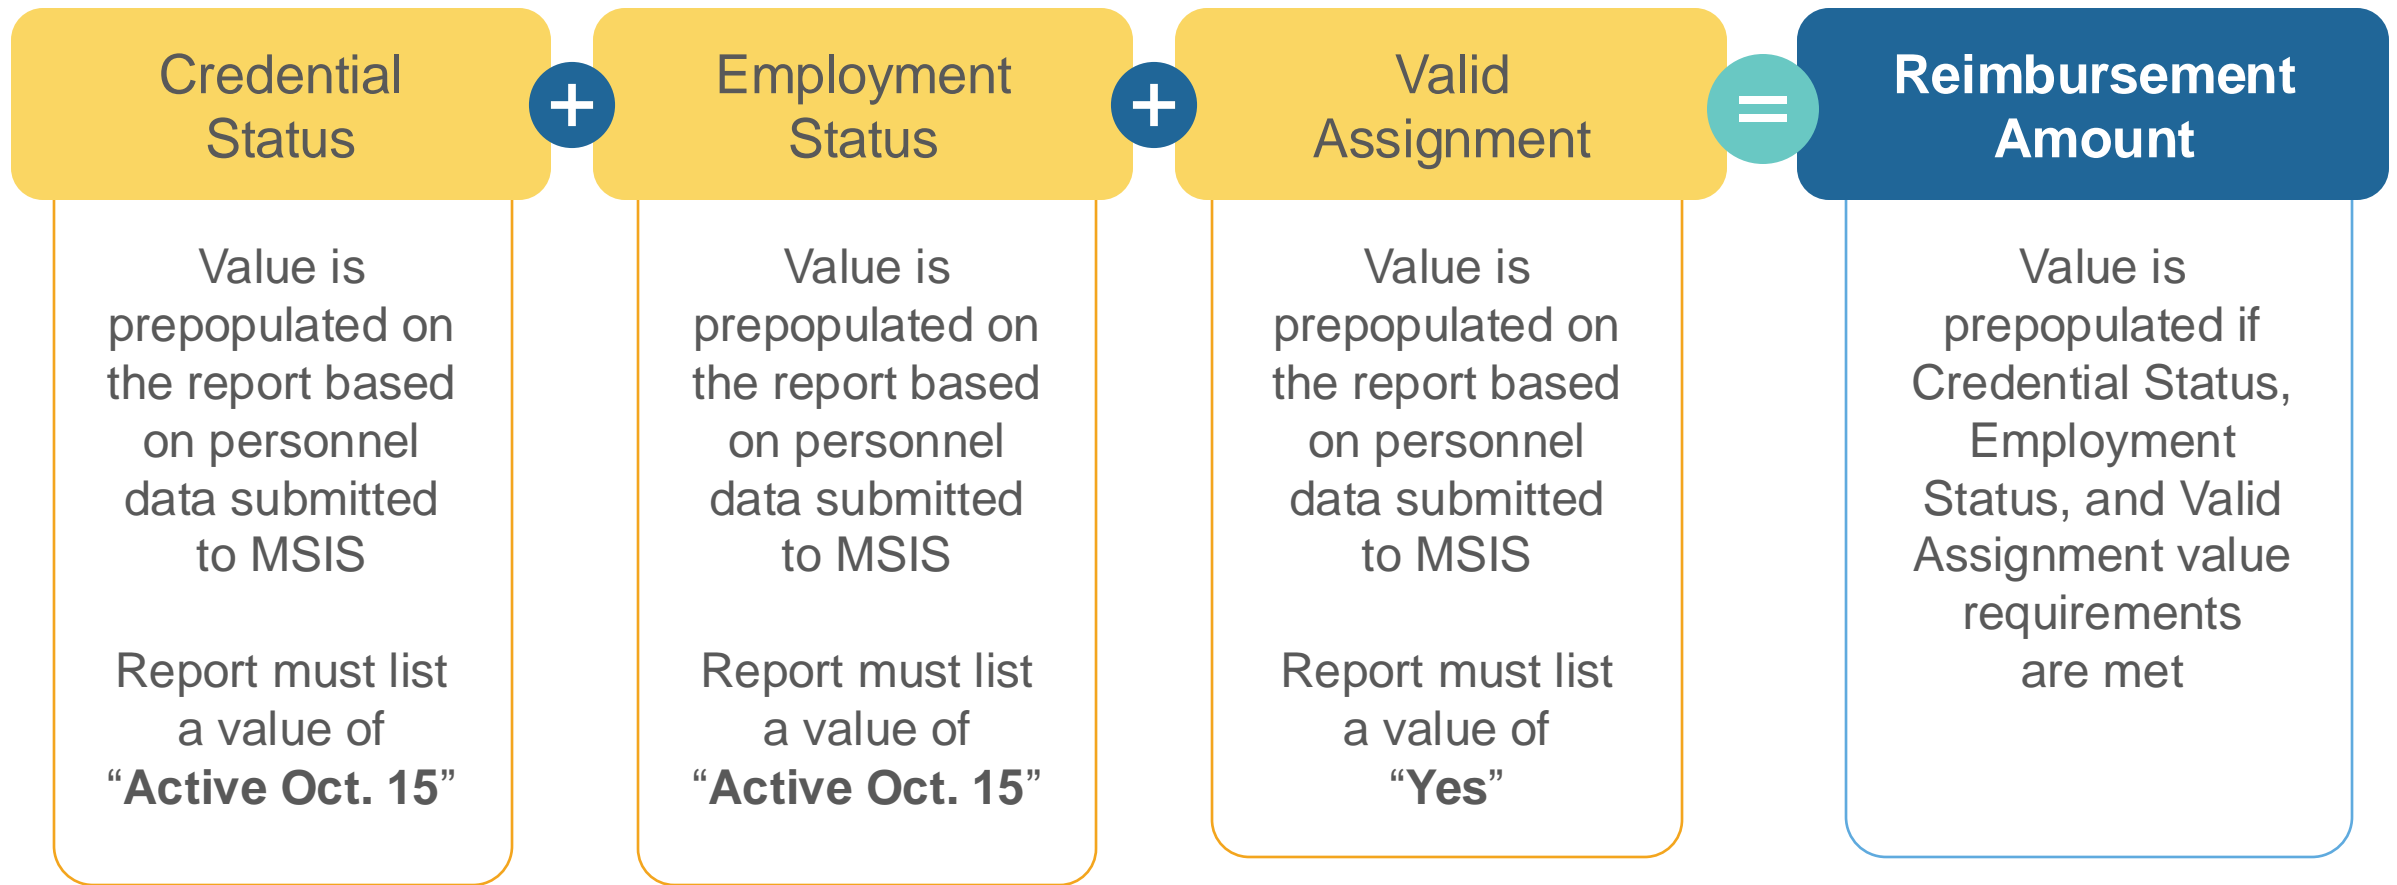 Credential
Status
+
Employment
Status
+
Valid
Assignment
=
Reimbursement
Amount
Value is
prepopulated on
the report based
on personnel
data submitted
to MSIS
Report must list
a value of
“Active Oct. 15”
Value is
prepopulated on
the report based
on personnel
data submitted
to MSIS
Report must list
a value of
“Active Oct. 15”
Value is
prepopulated on
the report based
on personnel
data submitted
to MSIS
Report must list
a value of
“Yes”
Value is
prepopulated if
Credential Status,
Employment
Status, and Valid
Assignment value
requirements
are met